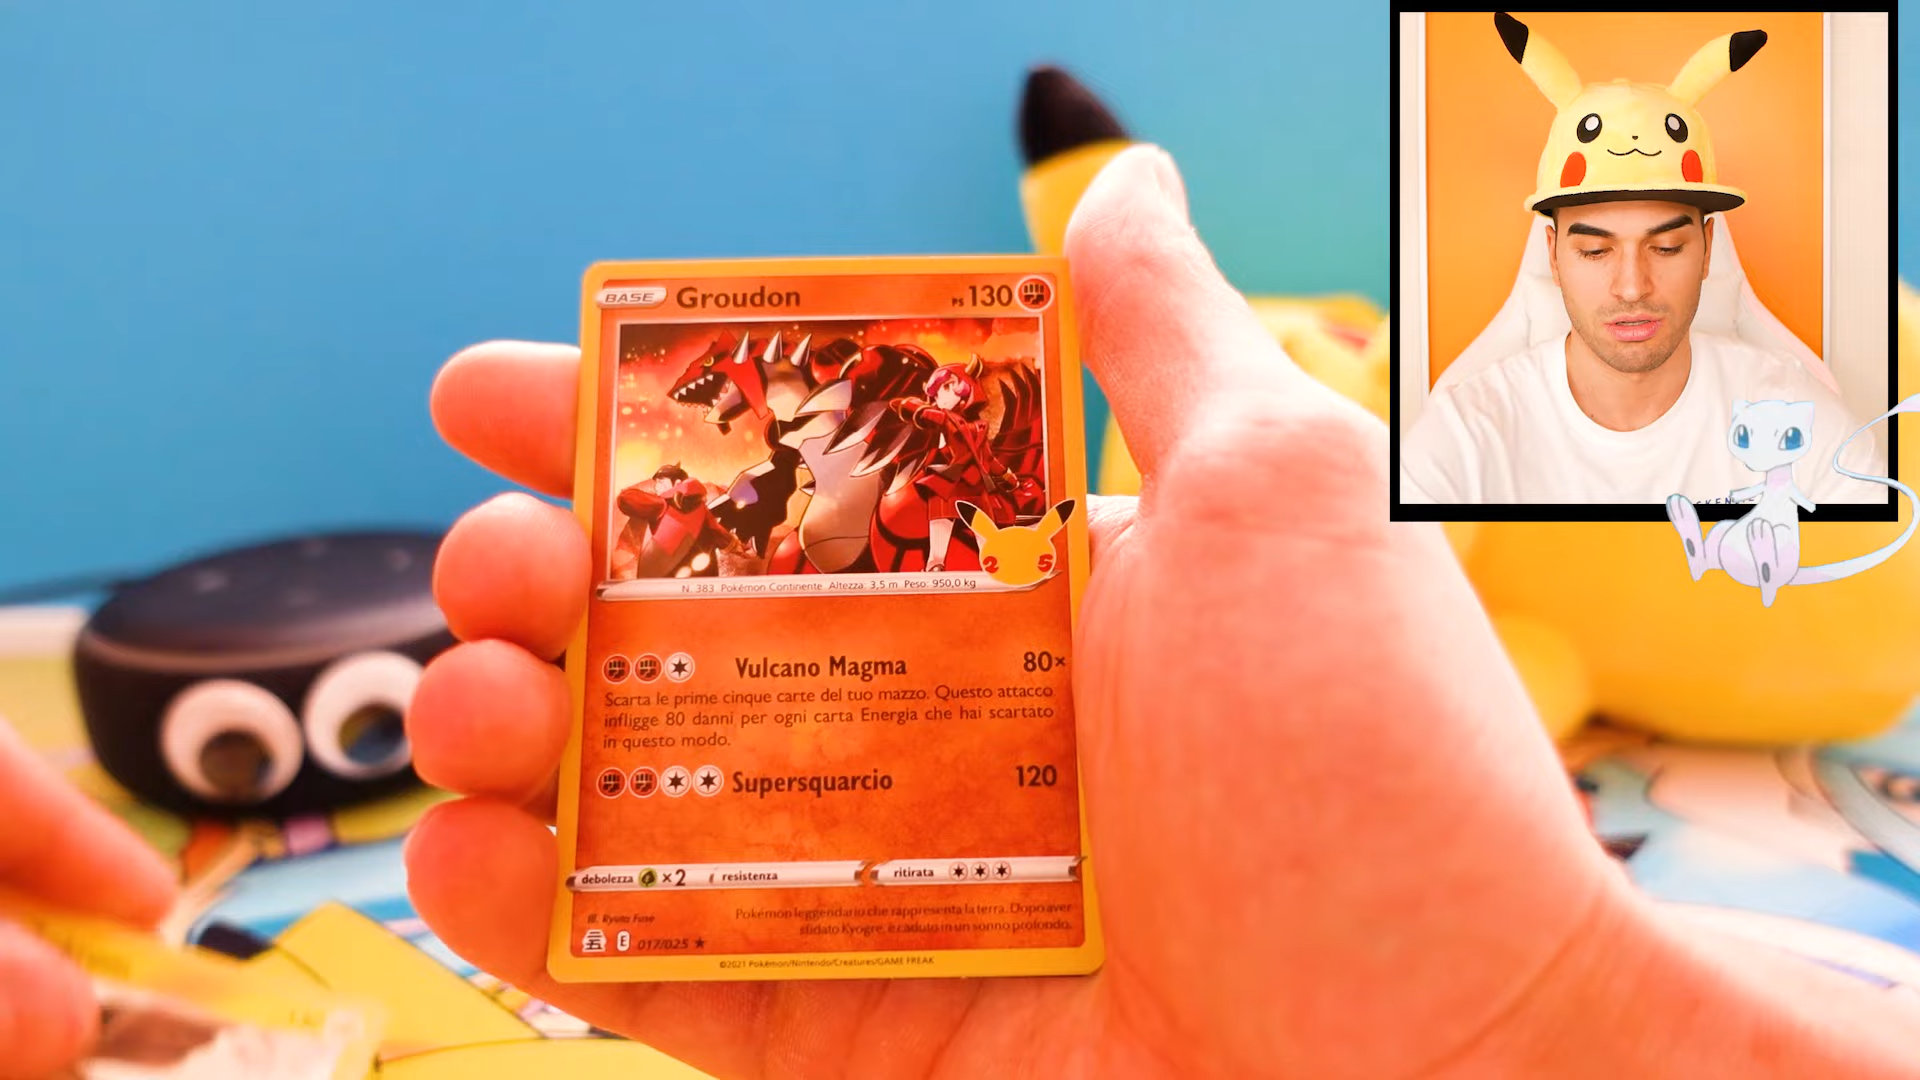 BASE Groudon PS 130
25
N. 383 Pokémon Continente Altezza: 3,5 m Peso: 950,0 kg
Vulcano Magma 80×
Scarta le prime cinque carte del tuo mazzo. Questo attacco
infligge 80 danni per ogni carta Energia che hai scartato
in questo modo.
Supersquarcio 120
debolezza ×2 resistenza ritirata
Ill. Ryuta Fuse
Pokémon leggendario che rappresenta la terra. Dopo aver
sfidato Kyogre, è caduto in un sonno profondo.
E 017/025 ★
©2021 Pokémon/Nintendo/Creatures/GAME FREAK